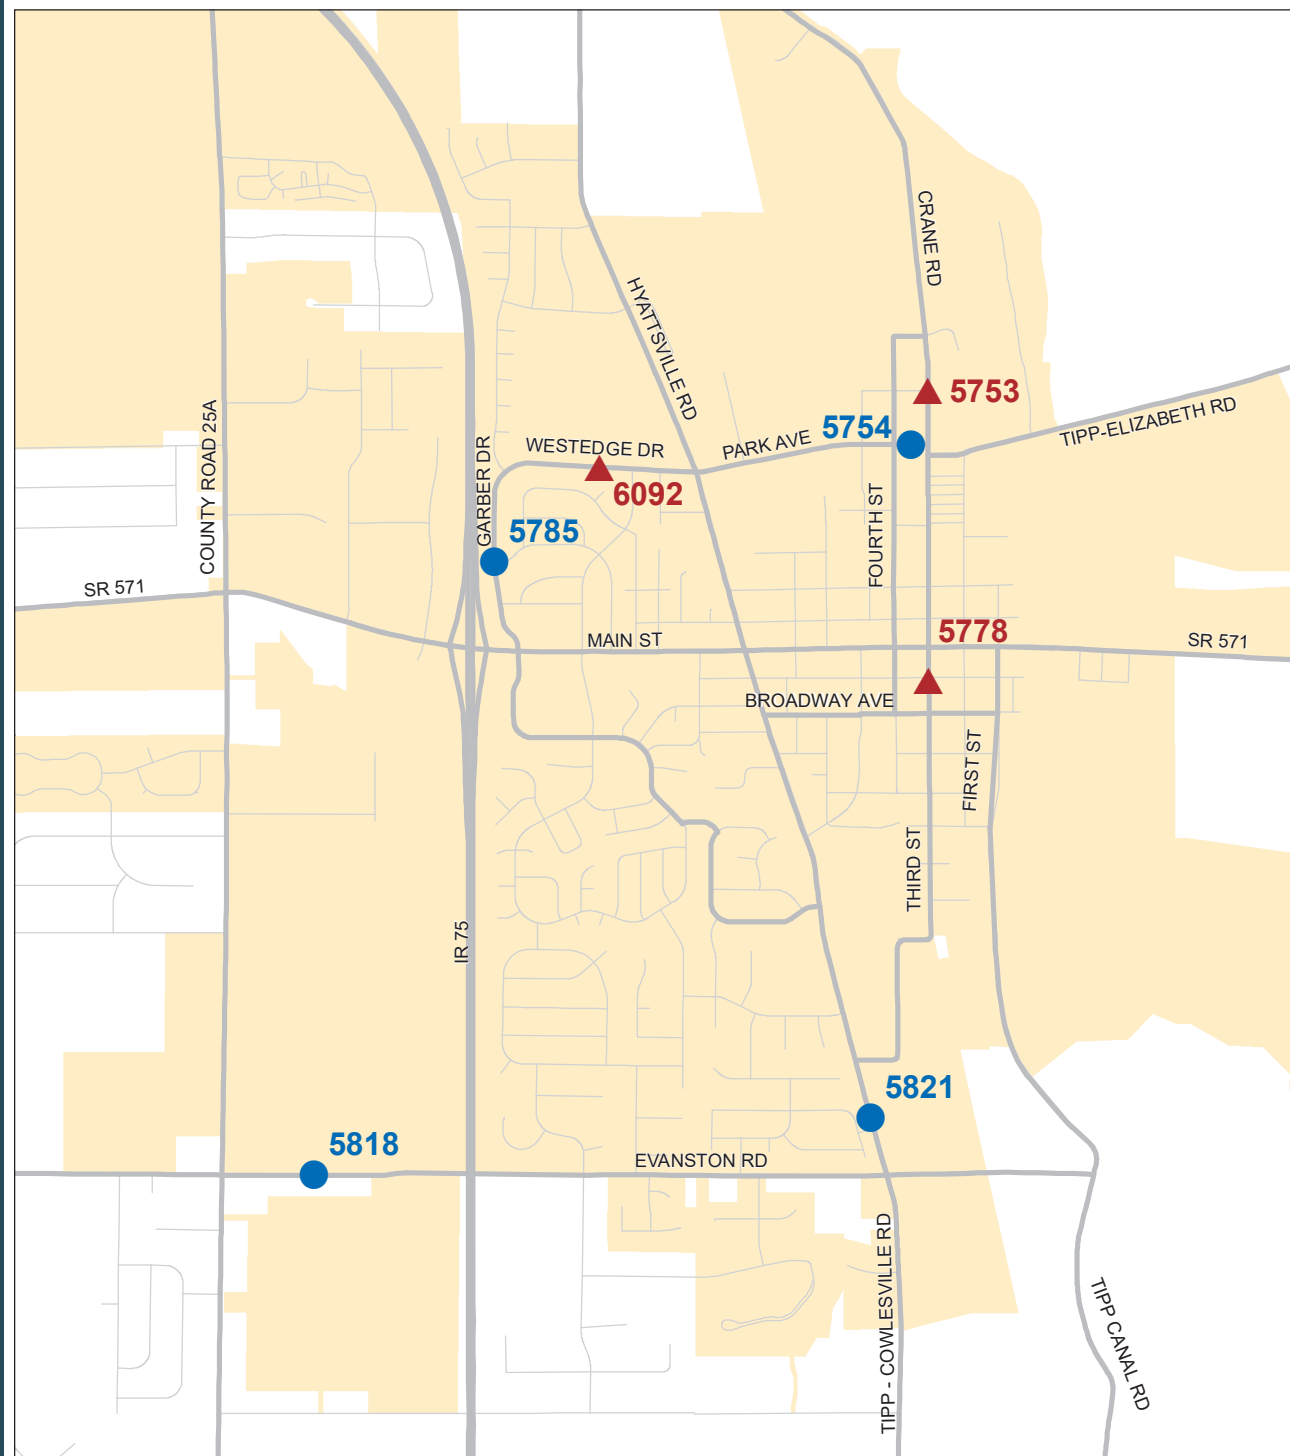 CRANE RD
HYATTSVILLE RD
5753
TIPP-ELIZABETH RD
5754
PARK AVE
WESTEDGE DR
6092
COUNTY ROAD 25A
GARBER DR
5785
FOURTH ST
SR 571
MAIN ST
5778
SR 571
BROADWAY AVE
FIRST ST
THIRD ST
IR 75
5821
5818
EVANSTON RD
TIPP - COWLESVILLE RD
TIPP CANAL RD